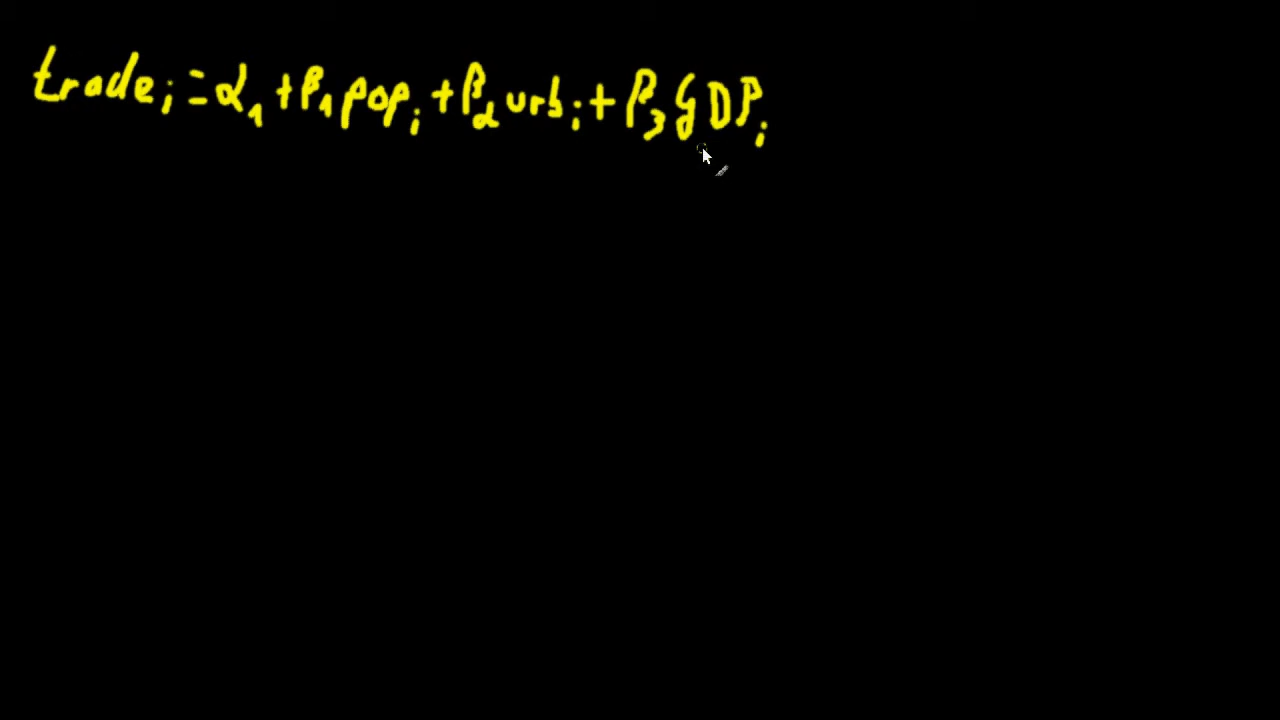 trade_i = α_1 + β_1 pop_i + β_2 urb_i + β_3 GDP_i